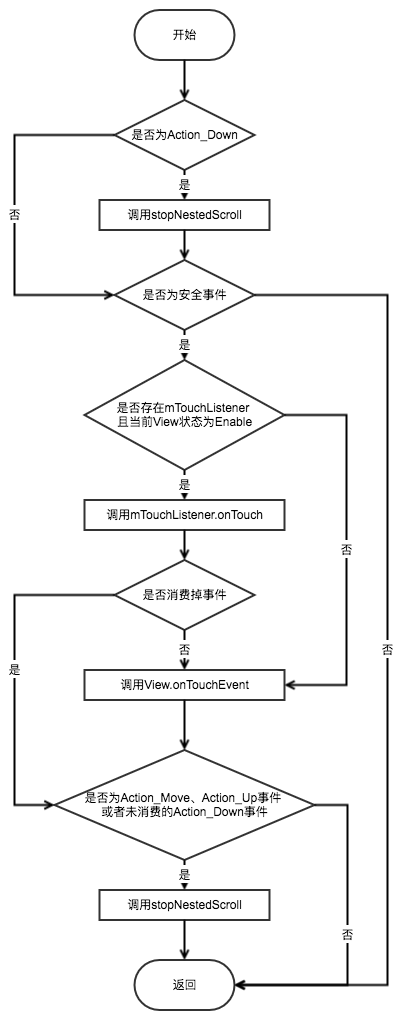 开始
是否为Action_Down
是
否
调用stopNestedScroll
是否为安全事件
是
是否存在mTouchListener
且当前View状态为Enable
是
调用mTouchListener.onTouch
否
是否消费掉事件
否
否
是
调用View.onTouchEvent
是否为Action_Move、Action_Up事件
或者未消费的Action_Down事件
是
调用stopNestedScroll
否
返回